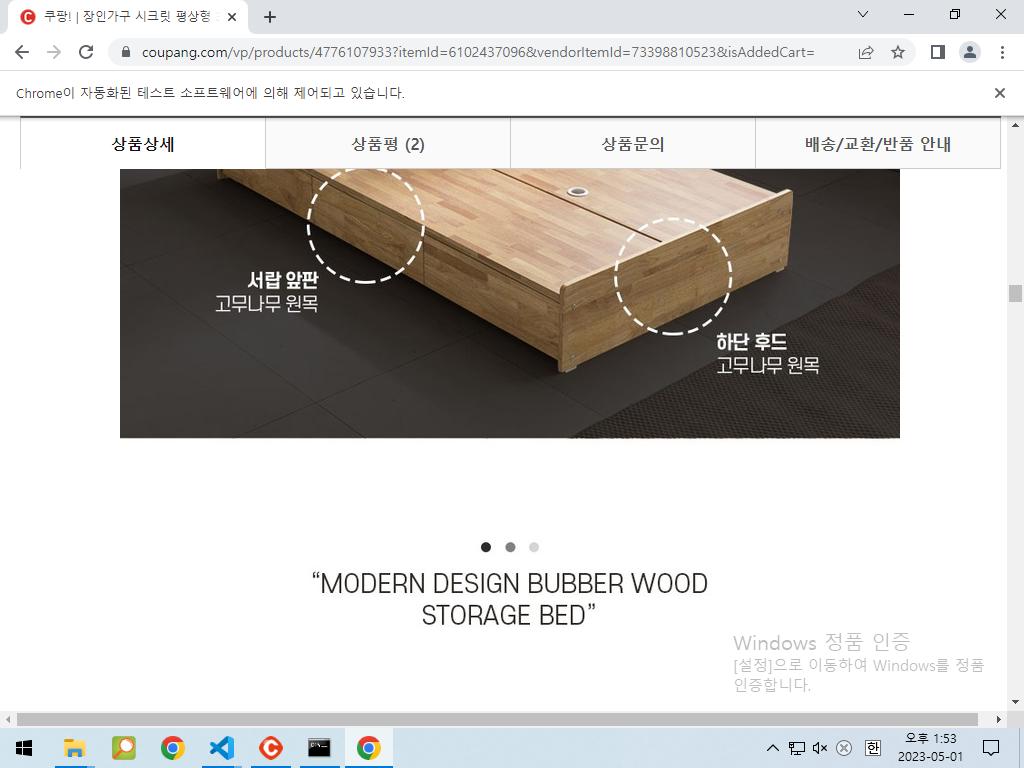 쿠팡! | 장인가구 시크릿 평상형
coupang.com/vp/products/4776107933?itemId=6102437096&vendorItemId=73398810523&isAddedCart=
Chrome이 자동화된 테스트 소프트웨어에 의해 제어되고 있습니다.
상품상세
상품평 (2)
상품문의
배송/교환/반품 안내
서랍 앞판
고무나무 원목
하단 후드
고무나무 원목
“MODERN DESIGN BUBBER WOOD
STORAGE BED”
Windows 정품 인증
[설정]으로 이동하여 Windows를 정품
인증합니다.
한
오후 1:53
2023-05-01